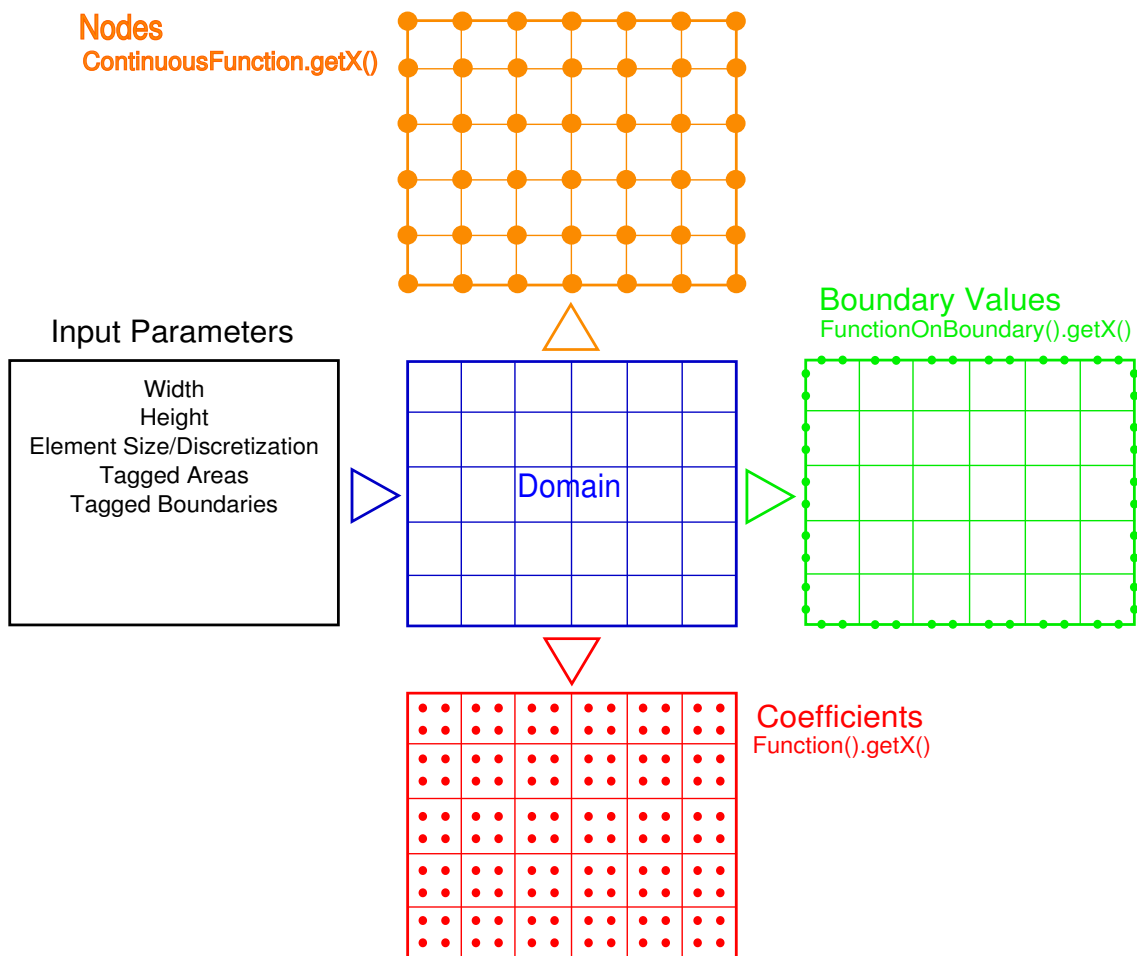 Nodes
ContinuousFunction.getX()
Boundary Values
FunctionOnBoundary().getX()
Input Parameters
Width
Height
Element Size/Discretization
Tagged Areas
Tagged Boundaries
Domain
Coefficients
Function().getX()